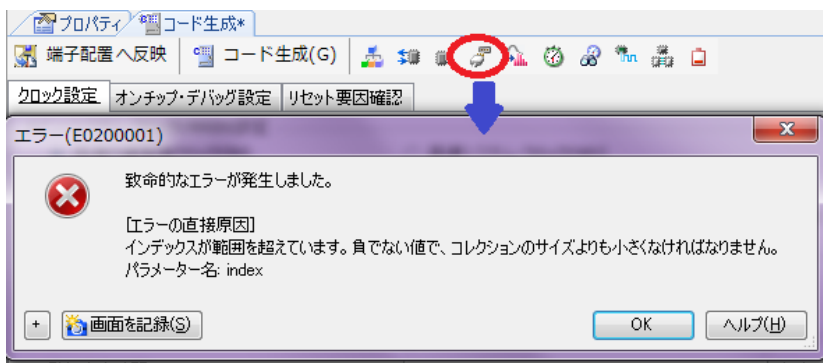 プロパティ コード生成*
端子配置へ反映 コード生成(G)
クロック設定 オンチップ・デバッグ設定 リセット要因確認
エラー(E0200001)
致命的なエラーが発生しました。
[エラーの直接原因]
インデックスが範囲を超えています。負でない値で、コレクションのサイズよりも小さくなければなりません。
パラメーター名: index
+ 画面を記録(S) OK ヘルプ(H)